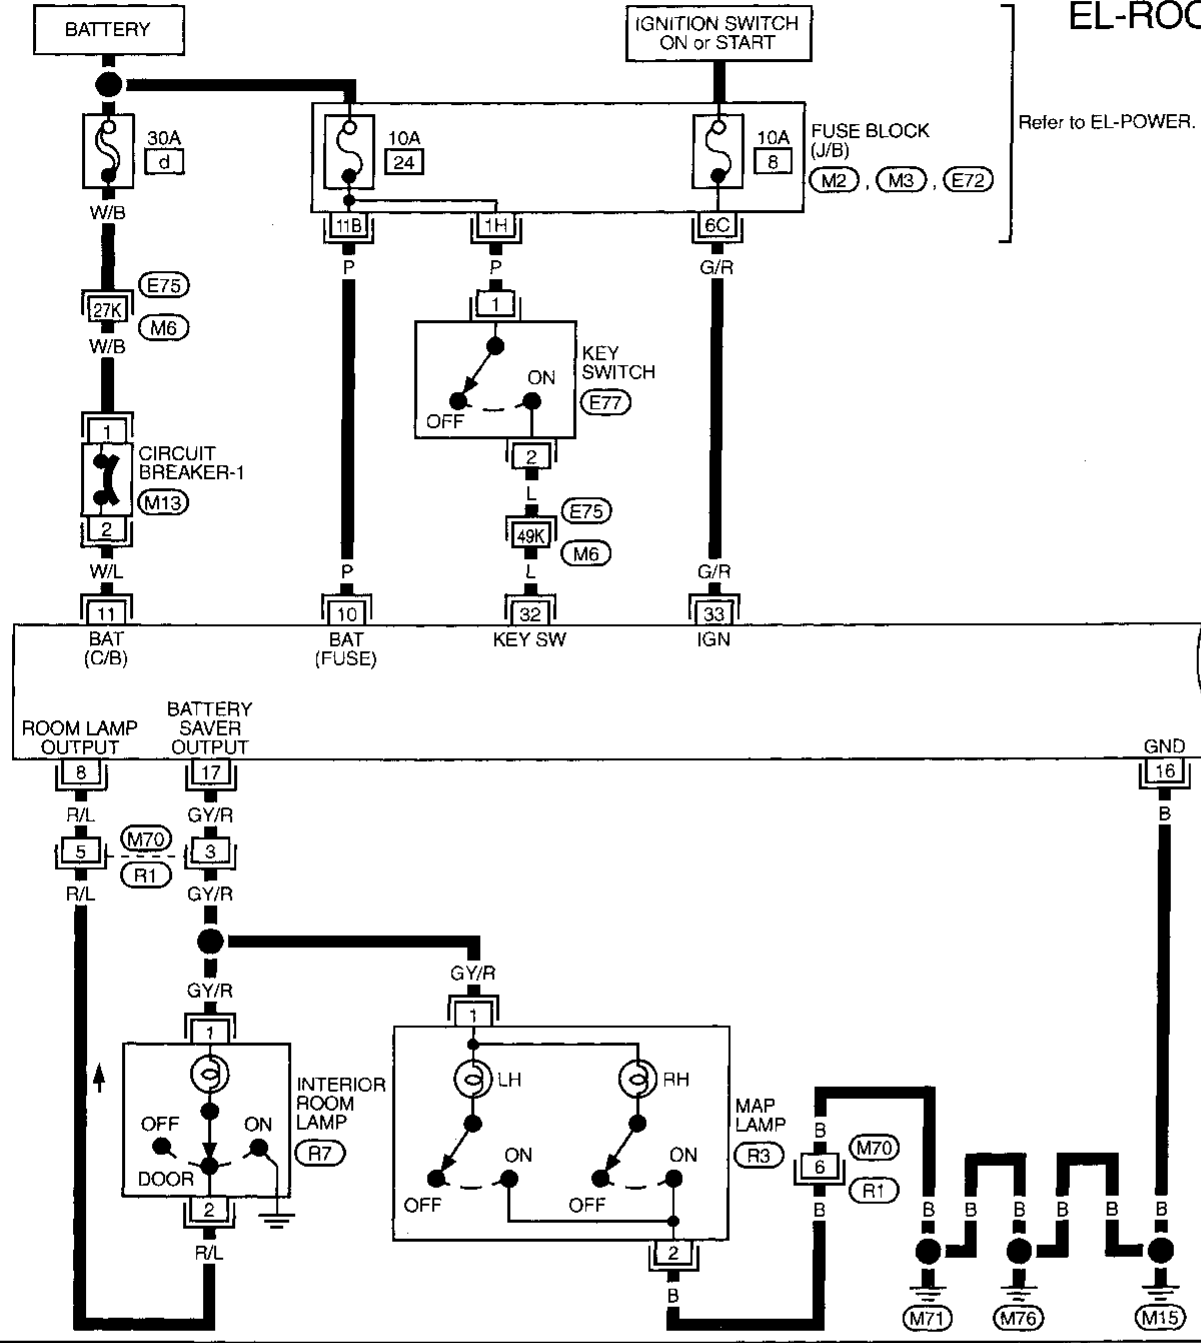 EL-ROO
BATTERY
IGNITION SWITCH
ON or START
Refer to EL-POWER.
30A
d
10A
24
10A
8
FUSE BLOCK
(J/B)
M2 , M3 , E72
W/B
11B
1H
6C
P
P
G/R
E75
27K
M6
W/B
1
KEY
SWITCH
E77
ON
OFF
1
CIRCUIT
BREAKER-1
M13
2
2
L
E75
49K
M6
W/L
P
L
G/R
11
10
32
33
BAT
(C/B)
BAT
(FUSE)
KEY SW
IGN
ROOM LAMP
OUTPUT
BATTERY
SAVER
OUTPUT
GND
8
17
16
R/L
GY/R
B
5
M70
3
R1
R/L
GY/R
GY/R
GY/R
1
1
INTERIOR
ROOM
LAMP
R7
OFF
ON
DOOR
2
R/L
LH
RH
MAP
LAMP
R3
ON
OFF
ON
OFF
2
B
B
M70
6
R1
B
B
B
B
B
B
B
M71
M76
M15